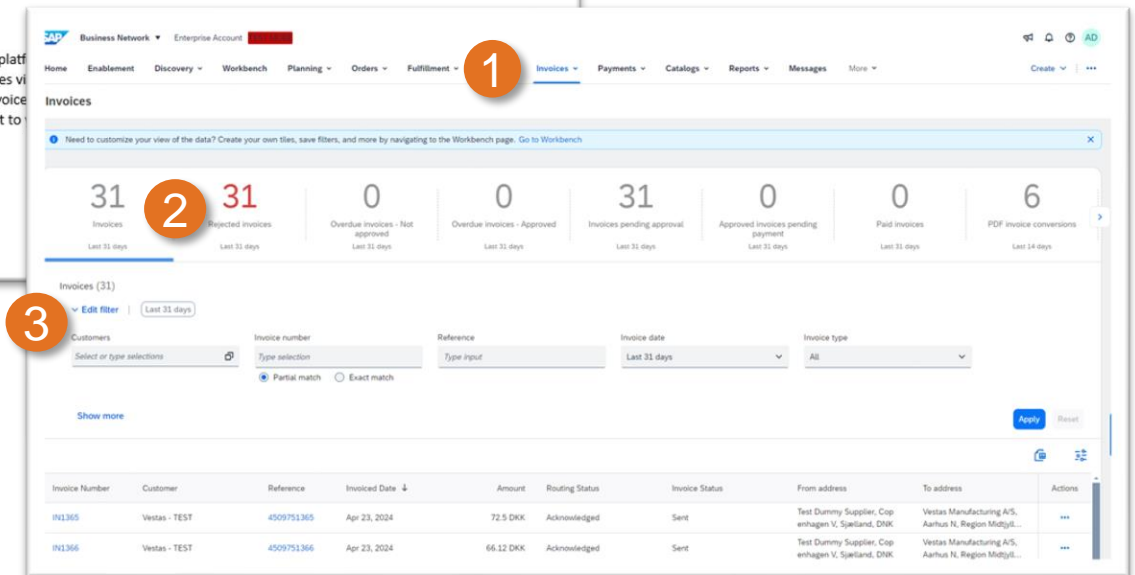 platf
es vi
voice
t to
SAP Business Network Enterprise Account
AD
Home Enablement Discovery Workbench Planning Orders Fulfillment Invoices Payments Catalogs Reports Messages More Create
1
Invoices
Need to customize your view of the data? Create your own tiles, save filters, and more by navigating to the Workbench page. Go to Workbench
31 31 0 0 31 0 0 6
2
Invoices Rejected invoices Overdue invoices - Not approved Overdue invoices - Approved Invoices pending approval Approved invoices pending payment Paid invoices PDF invoice conversions
Last 31 days Last 31 days Last 31 days Last 31 days Last 31 days Last 31 days Last 31 days Last 14 days
Invoices (31)
3
Edit filter | Last 31 days
Customers Invoice number Reference Invoice date Invoice type
Select or type selections Type selection Type input Last 31 days All
Partial match Exact match
Show more
Apply Reset
Invoice Number Customer Reference Invoiced Date ↓ Amount Routing Status Invoice Status From address To address Actions
IN1365 Vestas - TEST 4509751365 Apr 23, 2024 72.5 DKK Acknowledged Sent Test Dummy Supplier, Cop Vestas Manufacturing A/S, ...
enhagen V, Sjælland, DNK Aarhus N, Region Midtjyll...
IN1366 Vestas - TEST 4509751366 Apr 23, 2024 66.12 DKK Acknowledged Sent Test Dummy Supplier, Cop Vestas Manufacturing A/S, ...
enhagen V, Sjælland, DNK Aarhus N, Region Midtjyll...